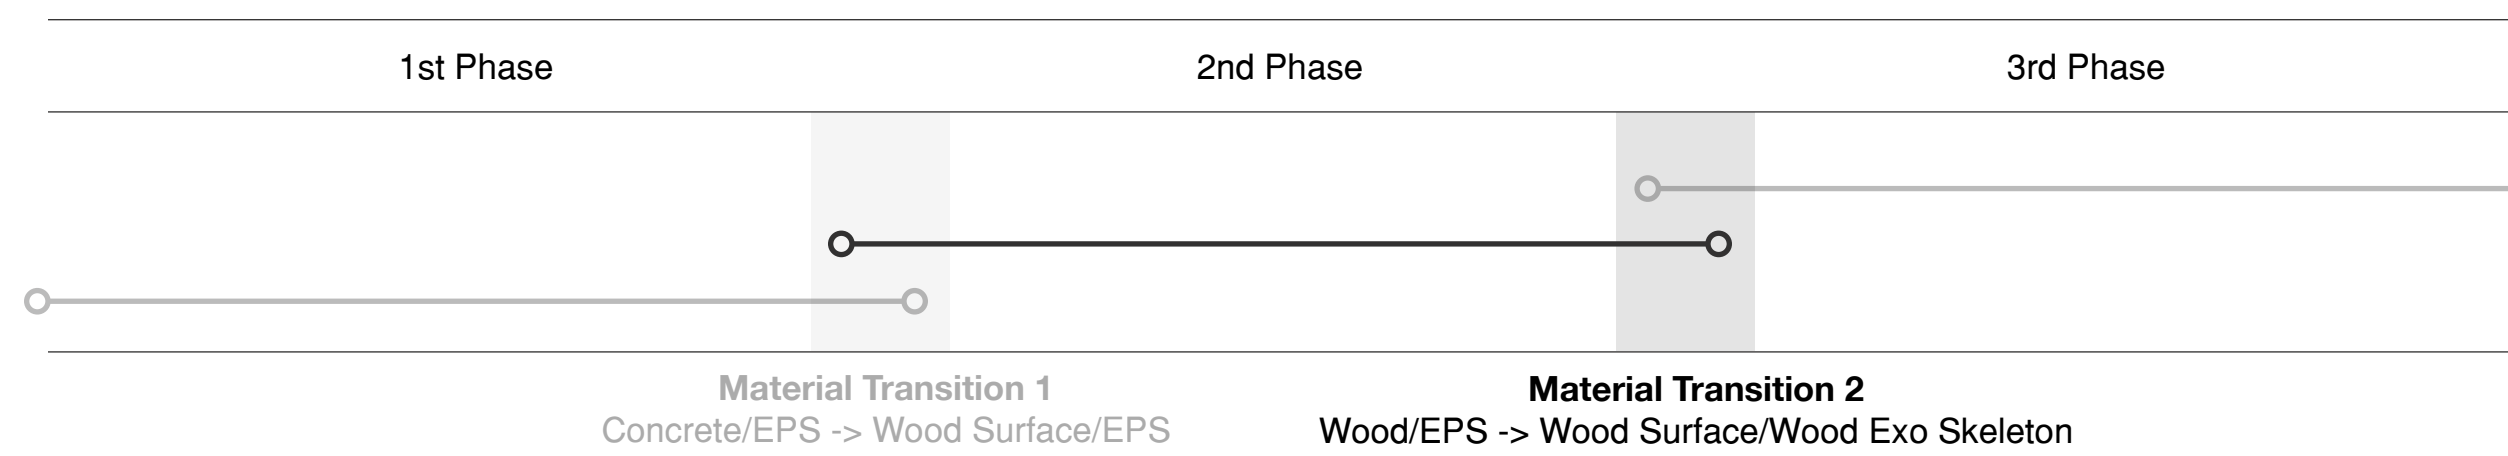 1st Phase
2nd Phase
3rd Phase
Material Transition 1
Concrete/EPS -> Wood Surface/EPS
Material Transition 2
Wood/EPS -> Wood Surface/Wood Exo Skeleton